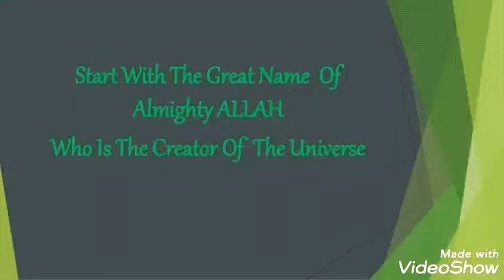 Start With The Great Name Of
Almighty ALLAH
Who Is The Creator Of The Universe
Made with
VideoShow